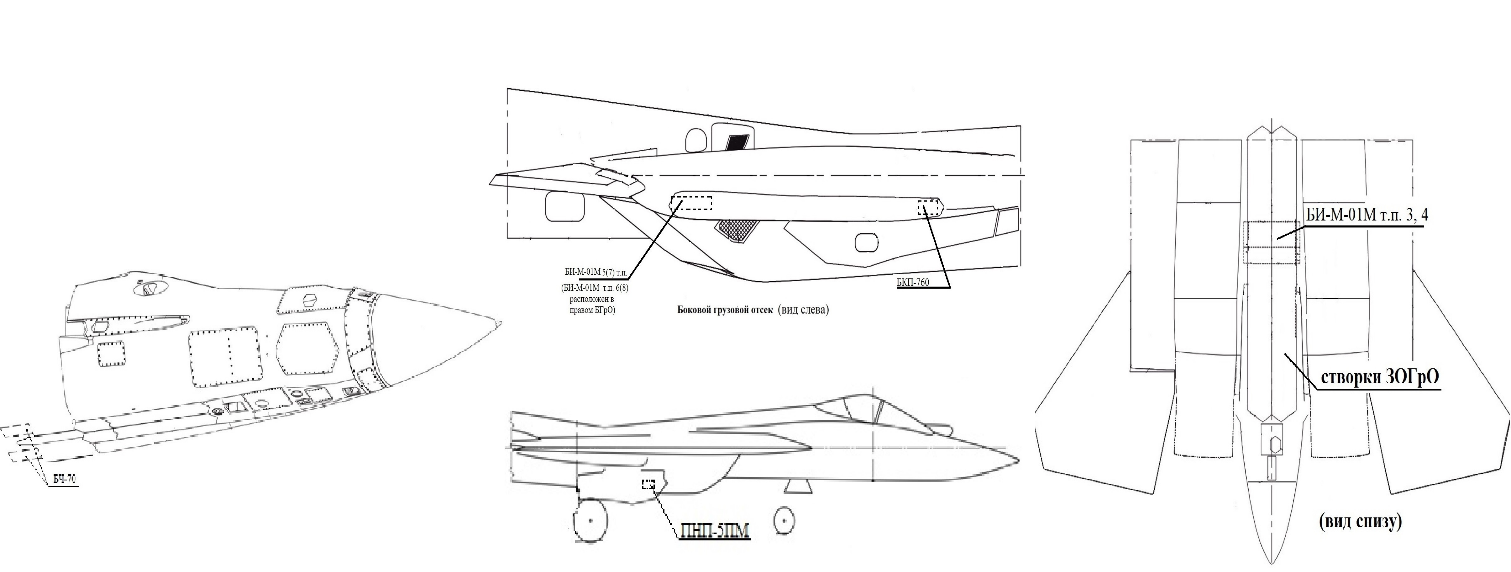 БЧ-70
БИ-М-01М 5(7) т.п.
(БИ-М-01М т.п. 6(8)
расположен в
правом БГрО)
БКП-760
Боковой грузовой отсек (вид слева)
ПНП-5ПМ
БИ-М-01М т.п. 3, 4
створки ЗОГрО
(вид снизу)